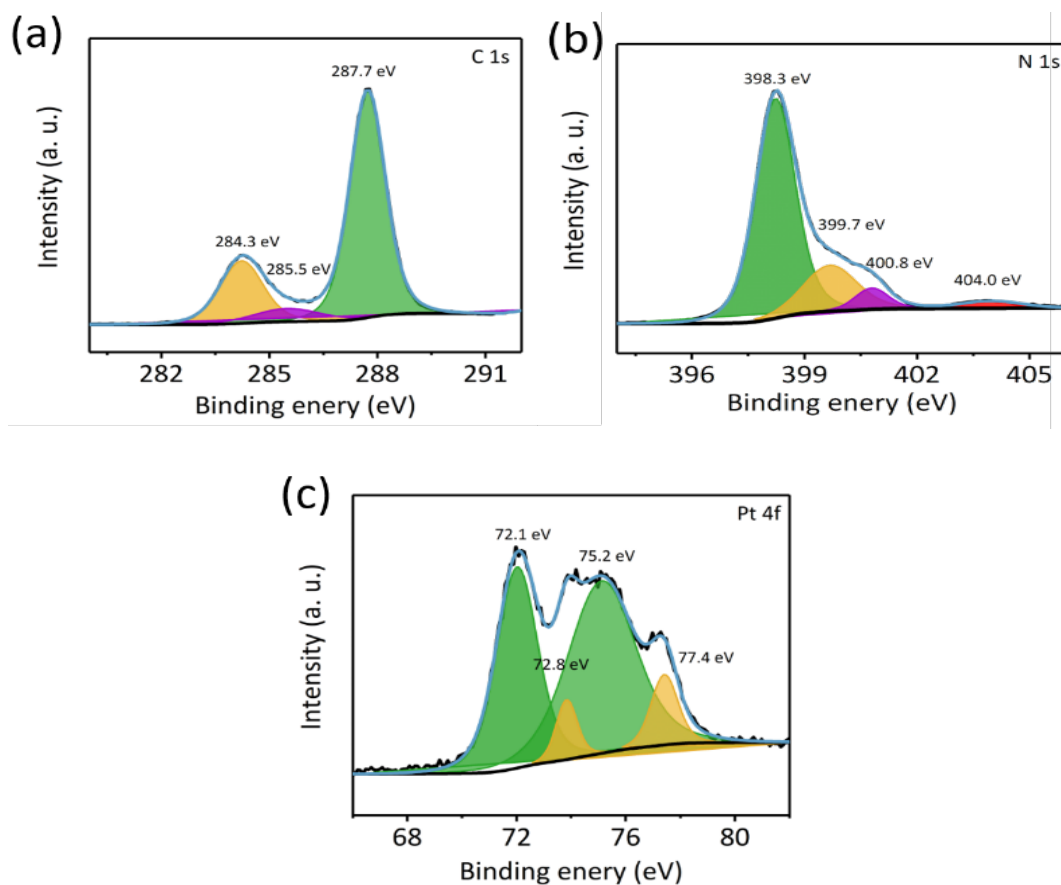 (a)
C 1s
287.7 eV
284.3 eV
285.5 eV
Intensity (a. u.)
282 285 288 291
Binding enery (eV)
(b)
N 1s
398.3 eV
399.7 eV
400.8 eV
404.0 eV
Intensity (a. u.)
396 399 402 405
Binding enery (eV)
(c)
Pt 4f
72.1 eV
75.2 eV
72.8 eV
77.4 eV
Intensity (a. u.)
68 72 76 80
Binding enery (eV)